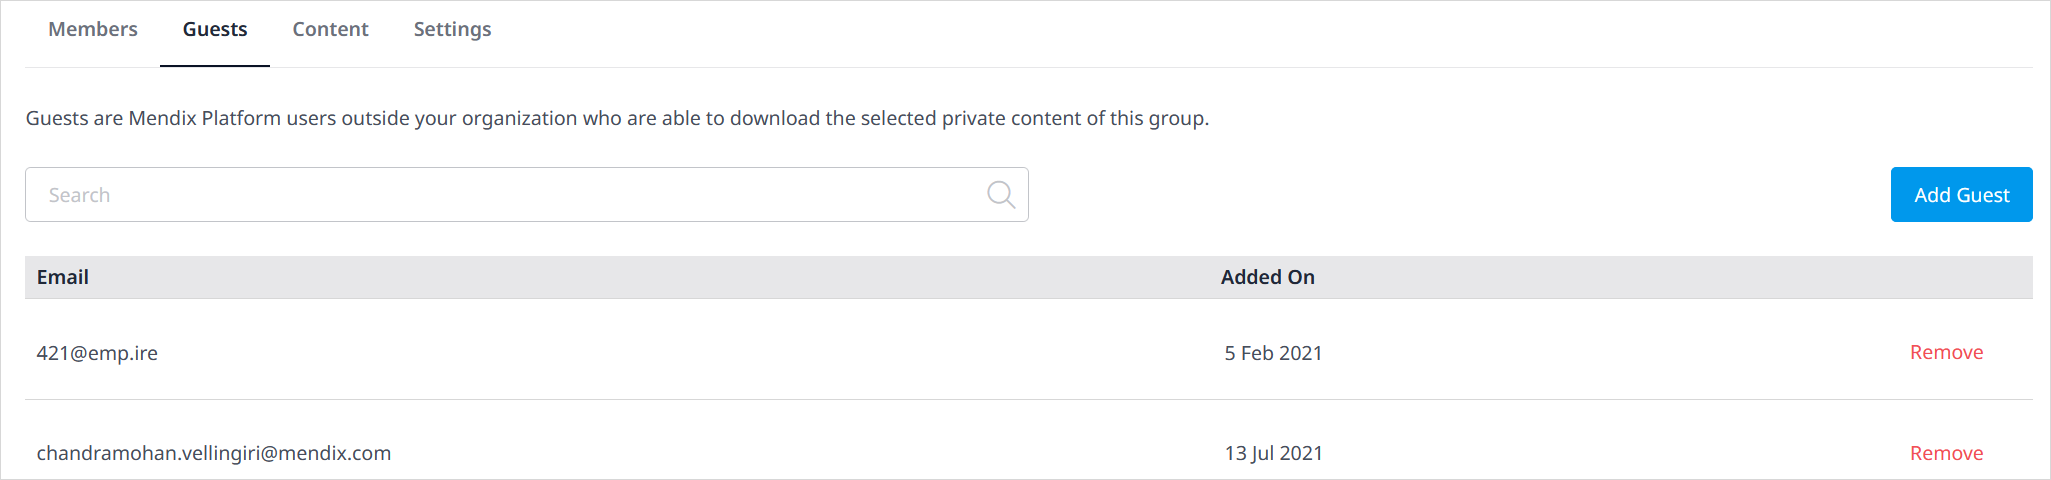 Members Guests Content Settings
Guests are Mendix Platform users outside your organization who are able to download the selected private content of this group.
Search Add Guest
Email Added On
421@emp.ire 5 Feb 2021 Remove
chandramohan.vellingiri@mendix.com 13 Jul 2021 Remove